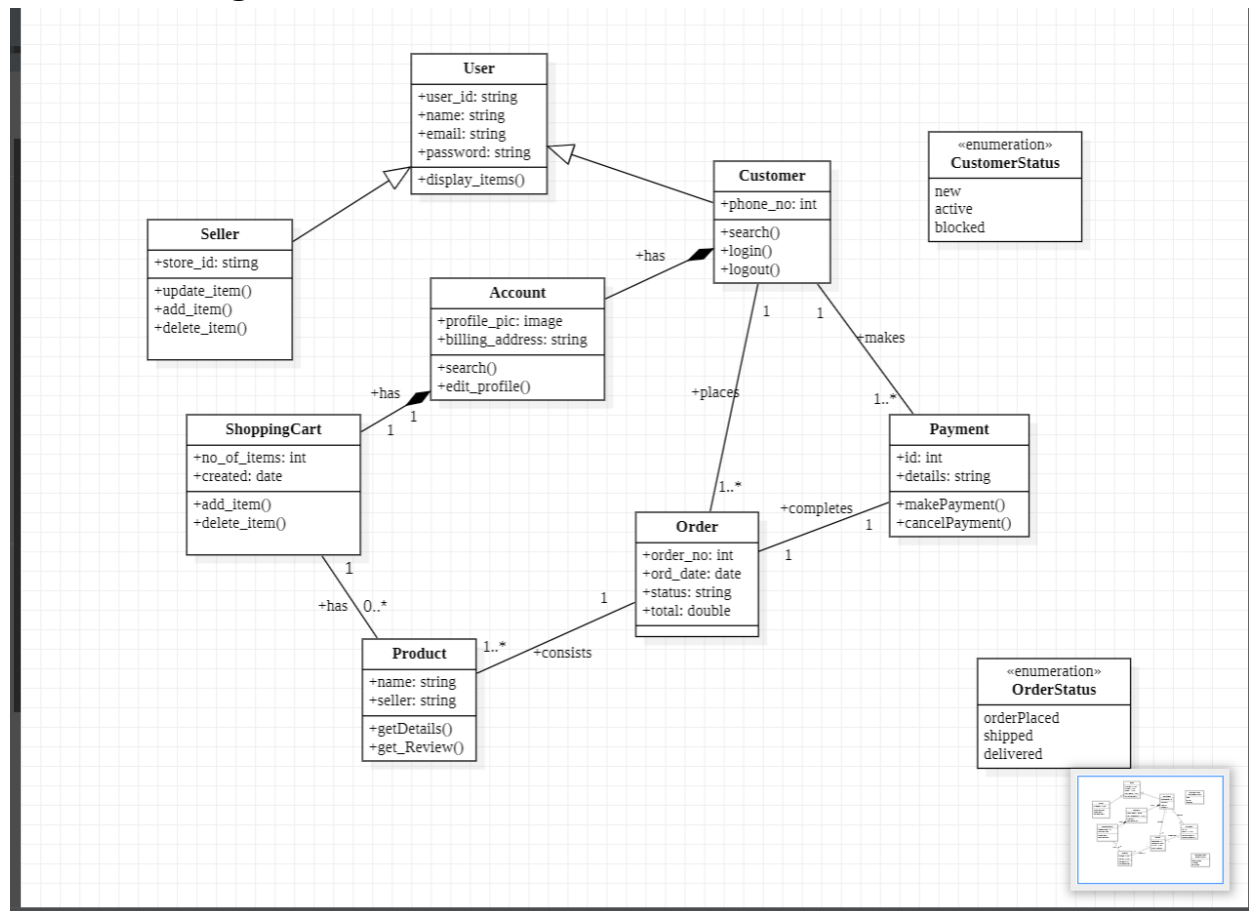 User
+user_id: string
+name: string
+email: string
+password: string
+display_items()
«enumeration»
CustomerStatus
new
active
blocked
Customer
+phone_no: int
+search()
+login()
+logout()
Seller
+store_id: stirng
+update_item()
+add_item()
+delete_item()
+has
Account
+profile_pic: image
+billing_address: string
+search()
+edit_profile()
1
1
+makes
+places
1..*
1..*
+has
1
1
ShoppingCart
+no_of_items: int
+created: date
+add_item()
+delete_item()
Payment
+id: int
+details: string
+makePayment()
+cancelPayment()
+completes
1
1
Order
+order_no: int
+ord_date: date
+status: string
+total: double
1
+has
0..*
1
1..*
+consists
Product
+name: string
+seller: string
+getDetails()
+get_Review()
«enumeration»
OrderStatus
orderPlaced
shipped
delivered